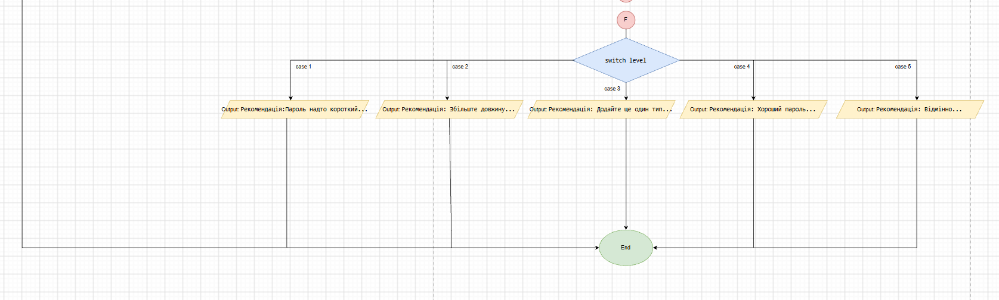 F
switch level
case 1
case 2
case 3
case 4
case 5
Output: Рекомендація:Пароль надто короткий...
Output: Рекомендація: Збільште довжину...
Output: Рекомендація: Додайте ще один тип...
Output: Рекомендація: Хороший пароль...
Output: Рекомендація: Відмінно...
End